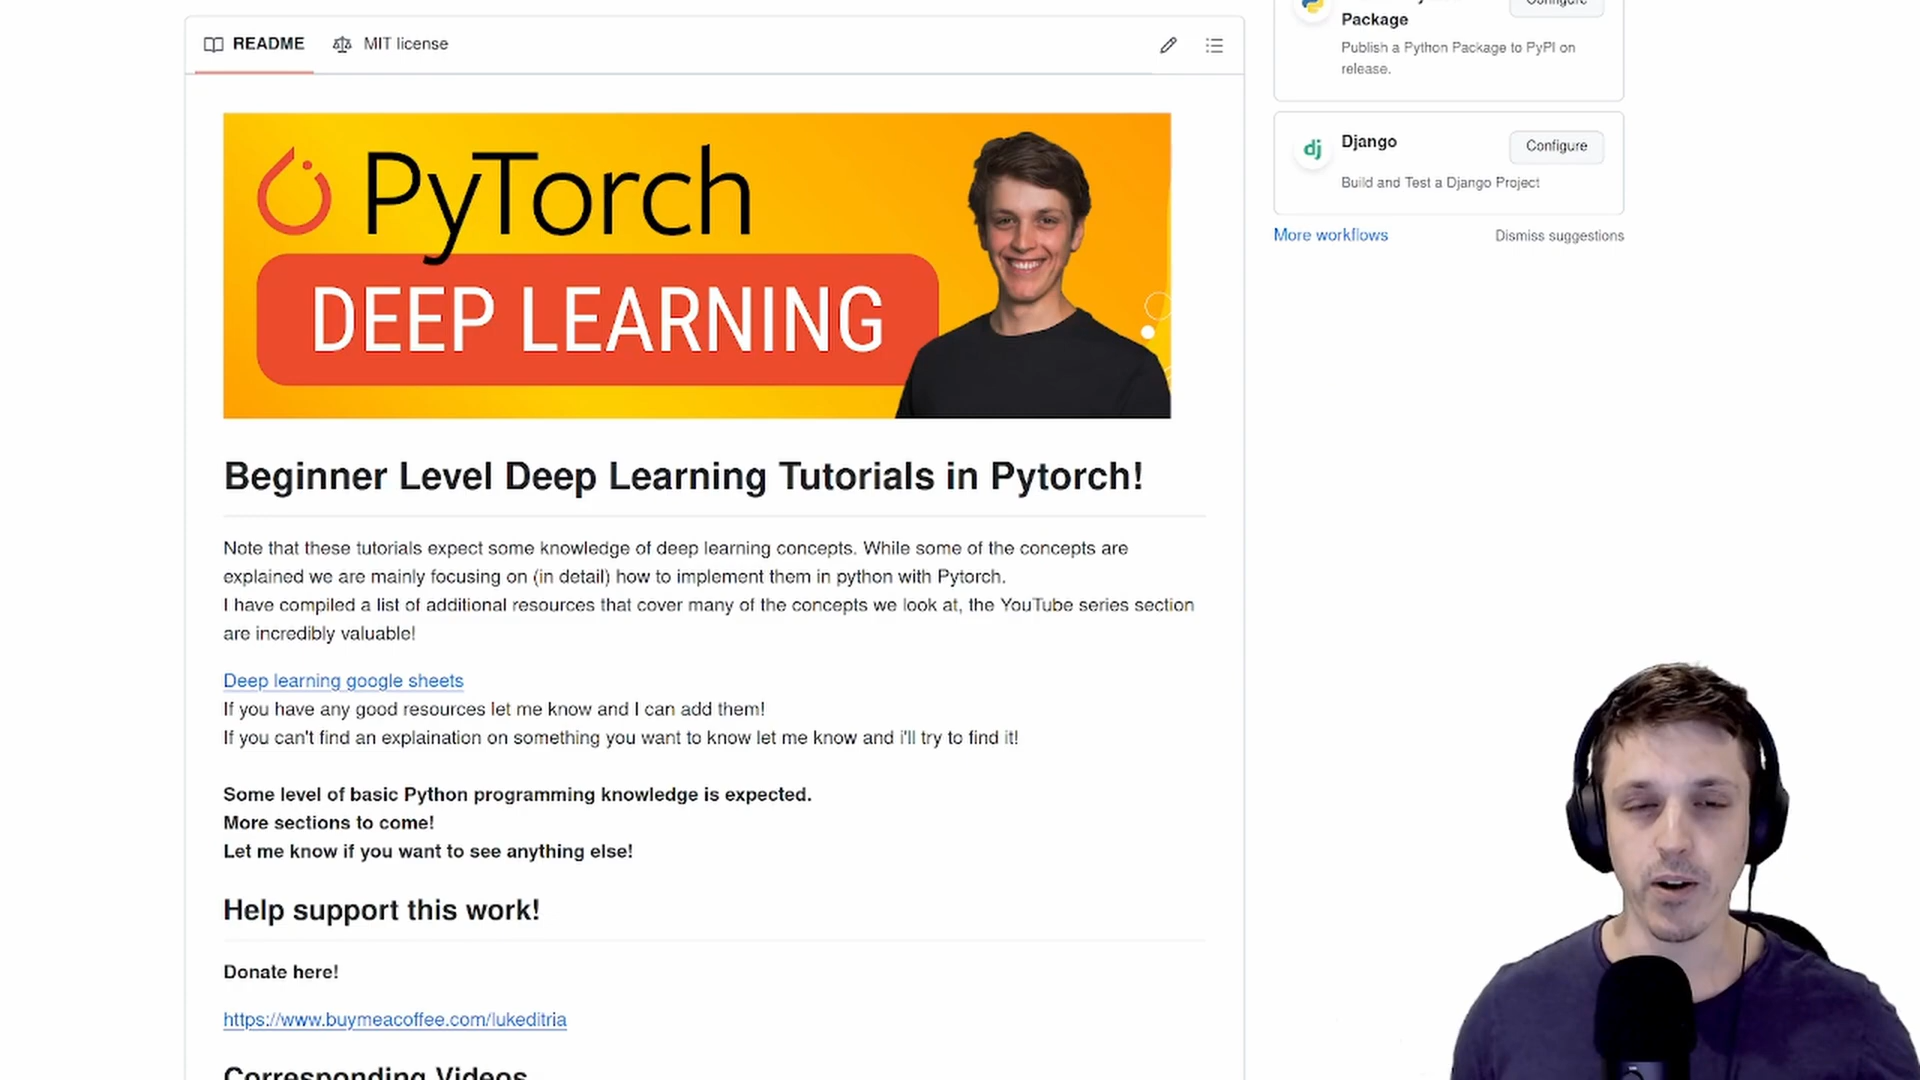 README
MIT license
PyTorch
DEEP LEARNING
Beginner Level Deep Learning Tutorials in Pytorch!
Note that these tutorials expect some knowledge of deep learning concepts. While some of the concepts are
explained we are mainly focusing on (in detail) how to implement them in python with Pytorch.
I have compiled a list of additional resources that cover many of the concepts we look at, the YouTube series section
are incredibly valuable!
Deep learning google sheets
If you have any good resources let me know and I can add them!
If you can't find an explaination on something you want to know let me know and i'll try to find it!
Some level of basic Python programming knowledge is expected.
More sections to come!
Let me know if you want to see anything else!
Help support this work!
Donate here!
https://www.buymeacoffee.com/lukeditria
Corresponding Videos
Configure
Package
Publish a Python Package to PyPI on
release.
dj
Django
Configure
Build and Test a Django Project
More workflows
Dismiss suggestions